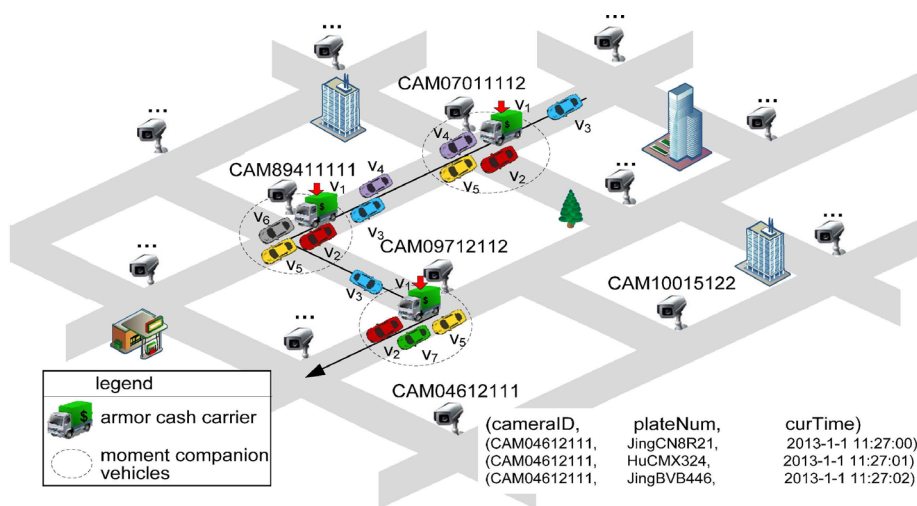 ...
...
CAM07011112
v1
v3
...
v4
...
CAM89411111
v4
v5
v2
v1
...
v6
v3
v2
CAM09712112
...
...
v5
v1
v3
CAM10015122
...
v2
v7
v5
legend
armor cash carrier
$
moment companion
vehicles
CAM04612111
(cameraID, plateNum, curTime)
(CAM04612111, JingCN8R21, 2013-1-1 11:27:00)
(CAM04612111, HuCMX324, 2013-1-1 11:27:01)
(CAM04612111, JingBVB446, 2013-1-1 11:27:02)